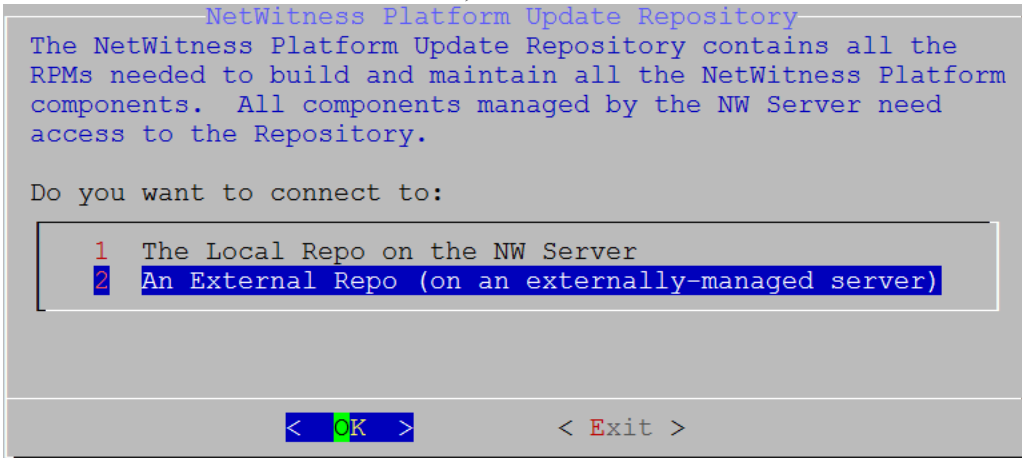 NetWitness Platform Update Repository
The NetWitness Platform Update Repository contains all the
RPMs needed to build and maintain all the NetWitness Platform
components.  All components managed by the NW Server need
access to the Repository.
Do you want to connect to:
1  The Local Repo on the NW Server
2  An External Repo (on an externally-managed server)
<  OK  >          < Exit >